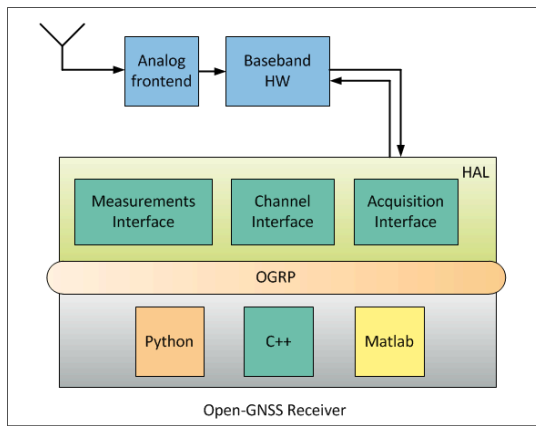 Analog
frontend
Baseband
HW
HAL
Measurements
Interface
Channel
Interface
Acquisition
Interface
OGRP
Python
C++
Matlab
Open-GNSS Receiver